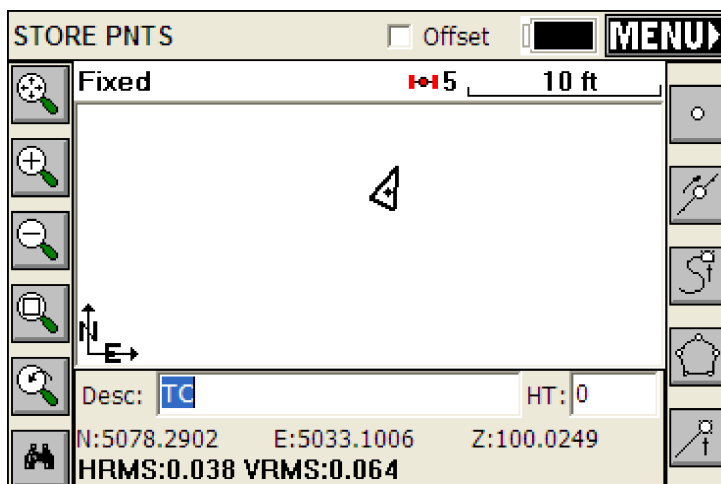 STORE PNTS Offset MENU
Fixed 5 10 ft
N
E
Desc: TC HT: 0
N:5078.2902 E:5033.1006 Z:100.0249
HRMS:0.038 VRMS:0.064